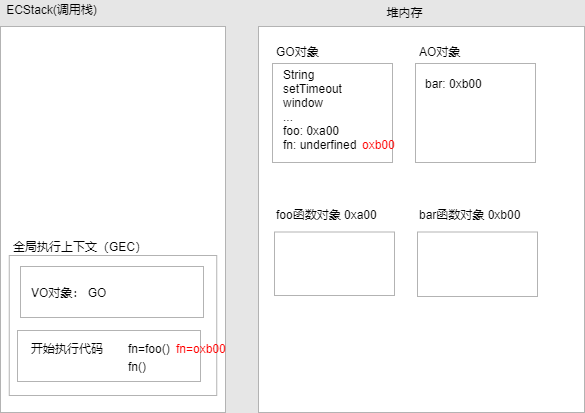 ECStack(调用栈)
堆内存
GO对象
String
setTimeout
window
...
foo: 0xa00
fn: underfined oxb00
AO对象
bar: 0xb00
foo函数对象 0xa00
bar函数对象 0xb00
全局执行上下文（GEC）
VO对象： GO
开始执行代码 fn=foo() fn=oxb00
fn()